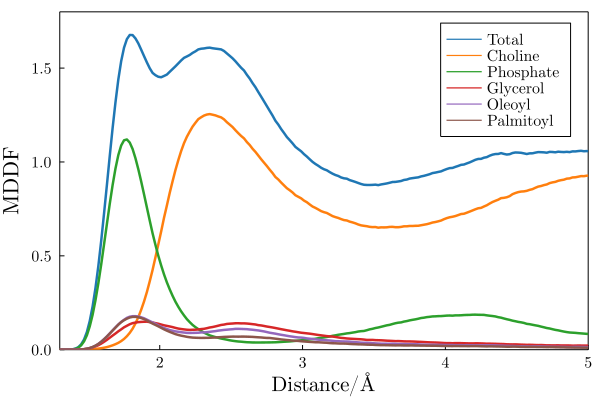 Total
Choline
Phosphate
Glycerol
Oleoyl
Palmitoyl
MDDF
1.5
1.0
0.5
0.0
2
3
4
5
Distance/Å